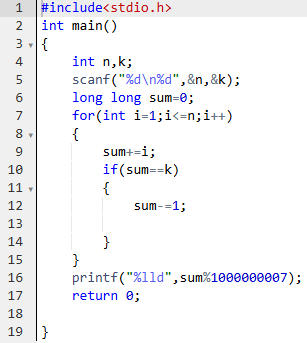 1 #include<stdio.h>
2 int main()
3 {
4 int n,k;
5 scanf("%d\n%d",&n,&k);
6 long long sum=0;
7 for(int i=1;i<=n;i++)
8 {
9 sum+=i;
10 if(sum==k)
11 {
12 sum-=1;
13
14 }
15 }
16 printf("%lld",sum%1000000007);
17 return 0;
18
19 }